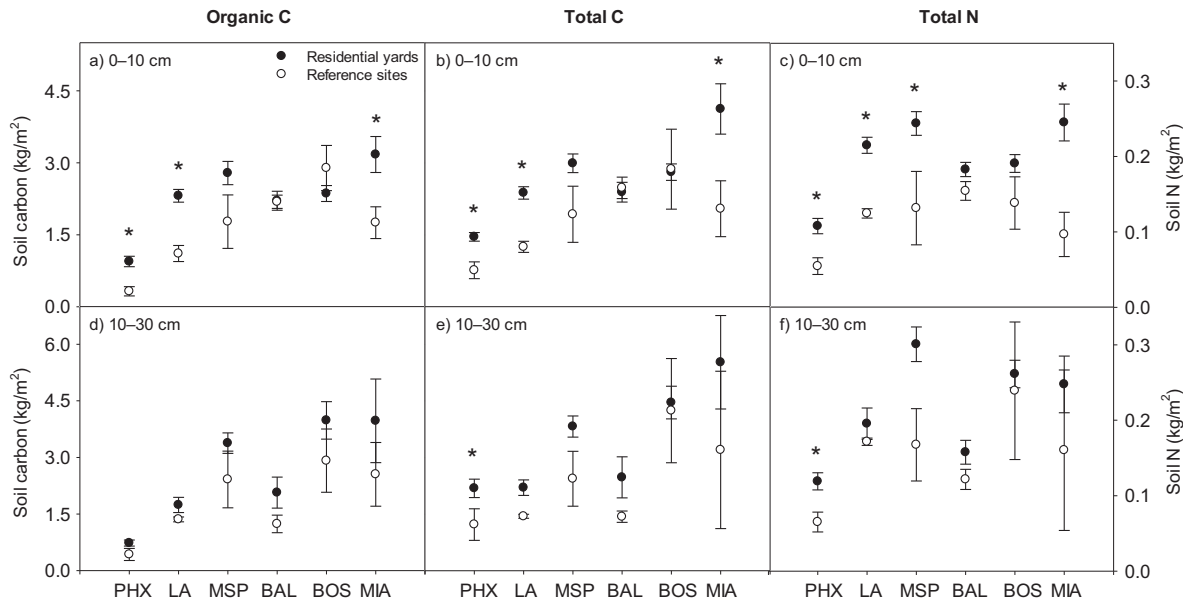 Organic C
Total C
Total N
a) 0–10 cm
Residential yards
Reference sites
b) 0–10 cm
c) 0–10 cm
* * *
* * *
* * * *
Soil carbon (kg/m²)
4.5
3.0
1.5
0.0
0.3
0.2
0.1
0.0
Soil N (kg/m²)
d) 10–30 cm
e) 10–30 cm
f) 10–30 cm
*
*
Soil carbon (kg/m²)
6.0
4.5
3.0
1.5
0.0
0.3
0.2
0.1
0.0
Soil N (kg/m²)
PHX LA MSP BAL BOS MIA
PHX LA MSP BAL BOS MIA
PHX LA MSP BAL BOS MIA